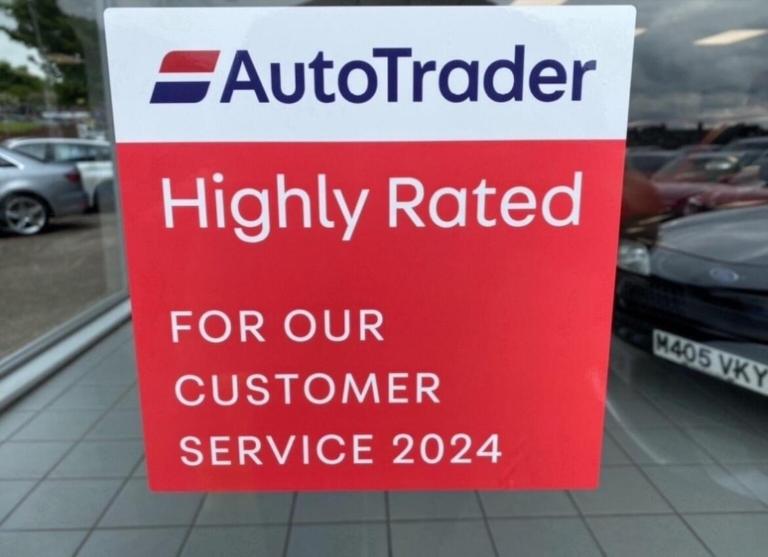 AutoTrader
Highly Rated
FOR OUR
CUSTOMER
SERVICE 2024
M405 VKY